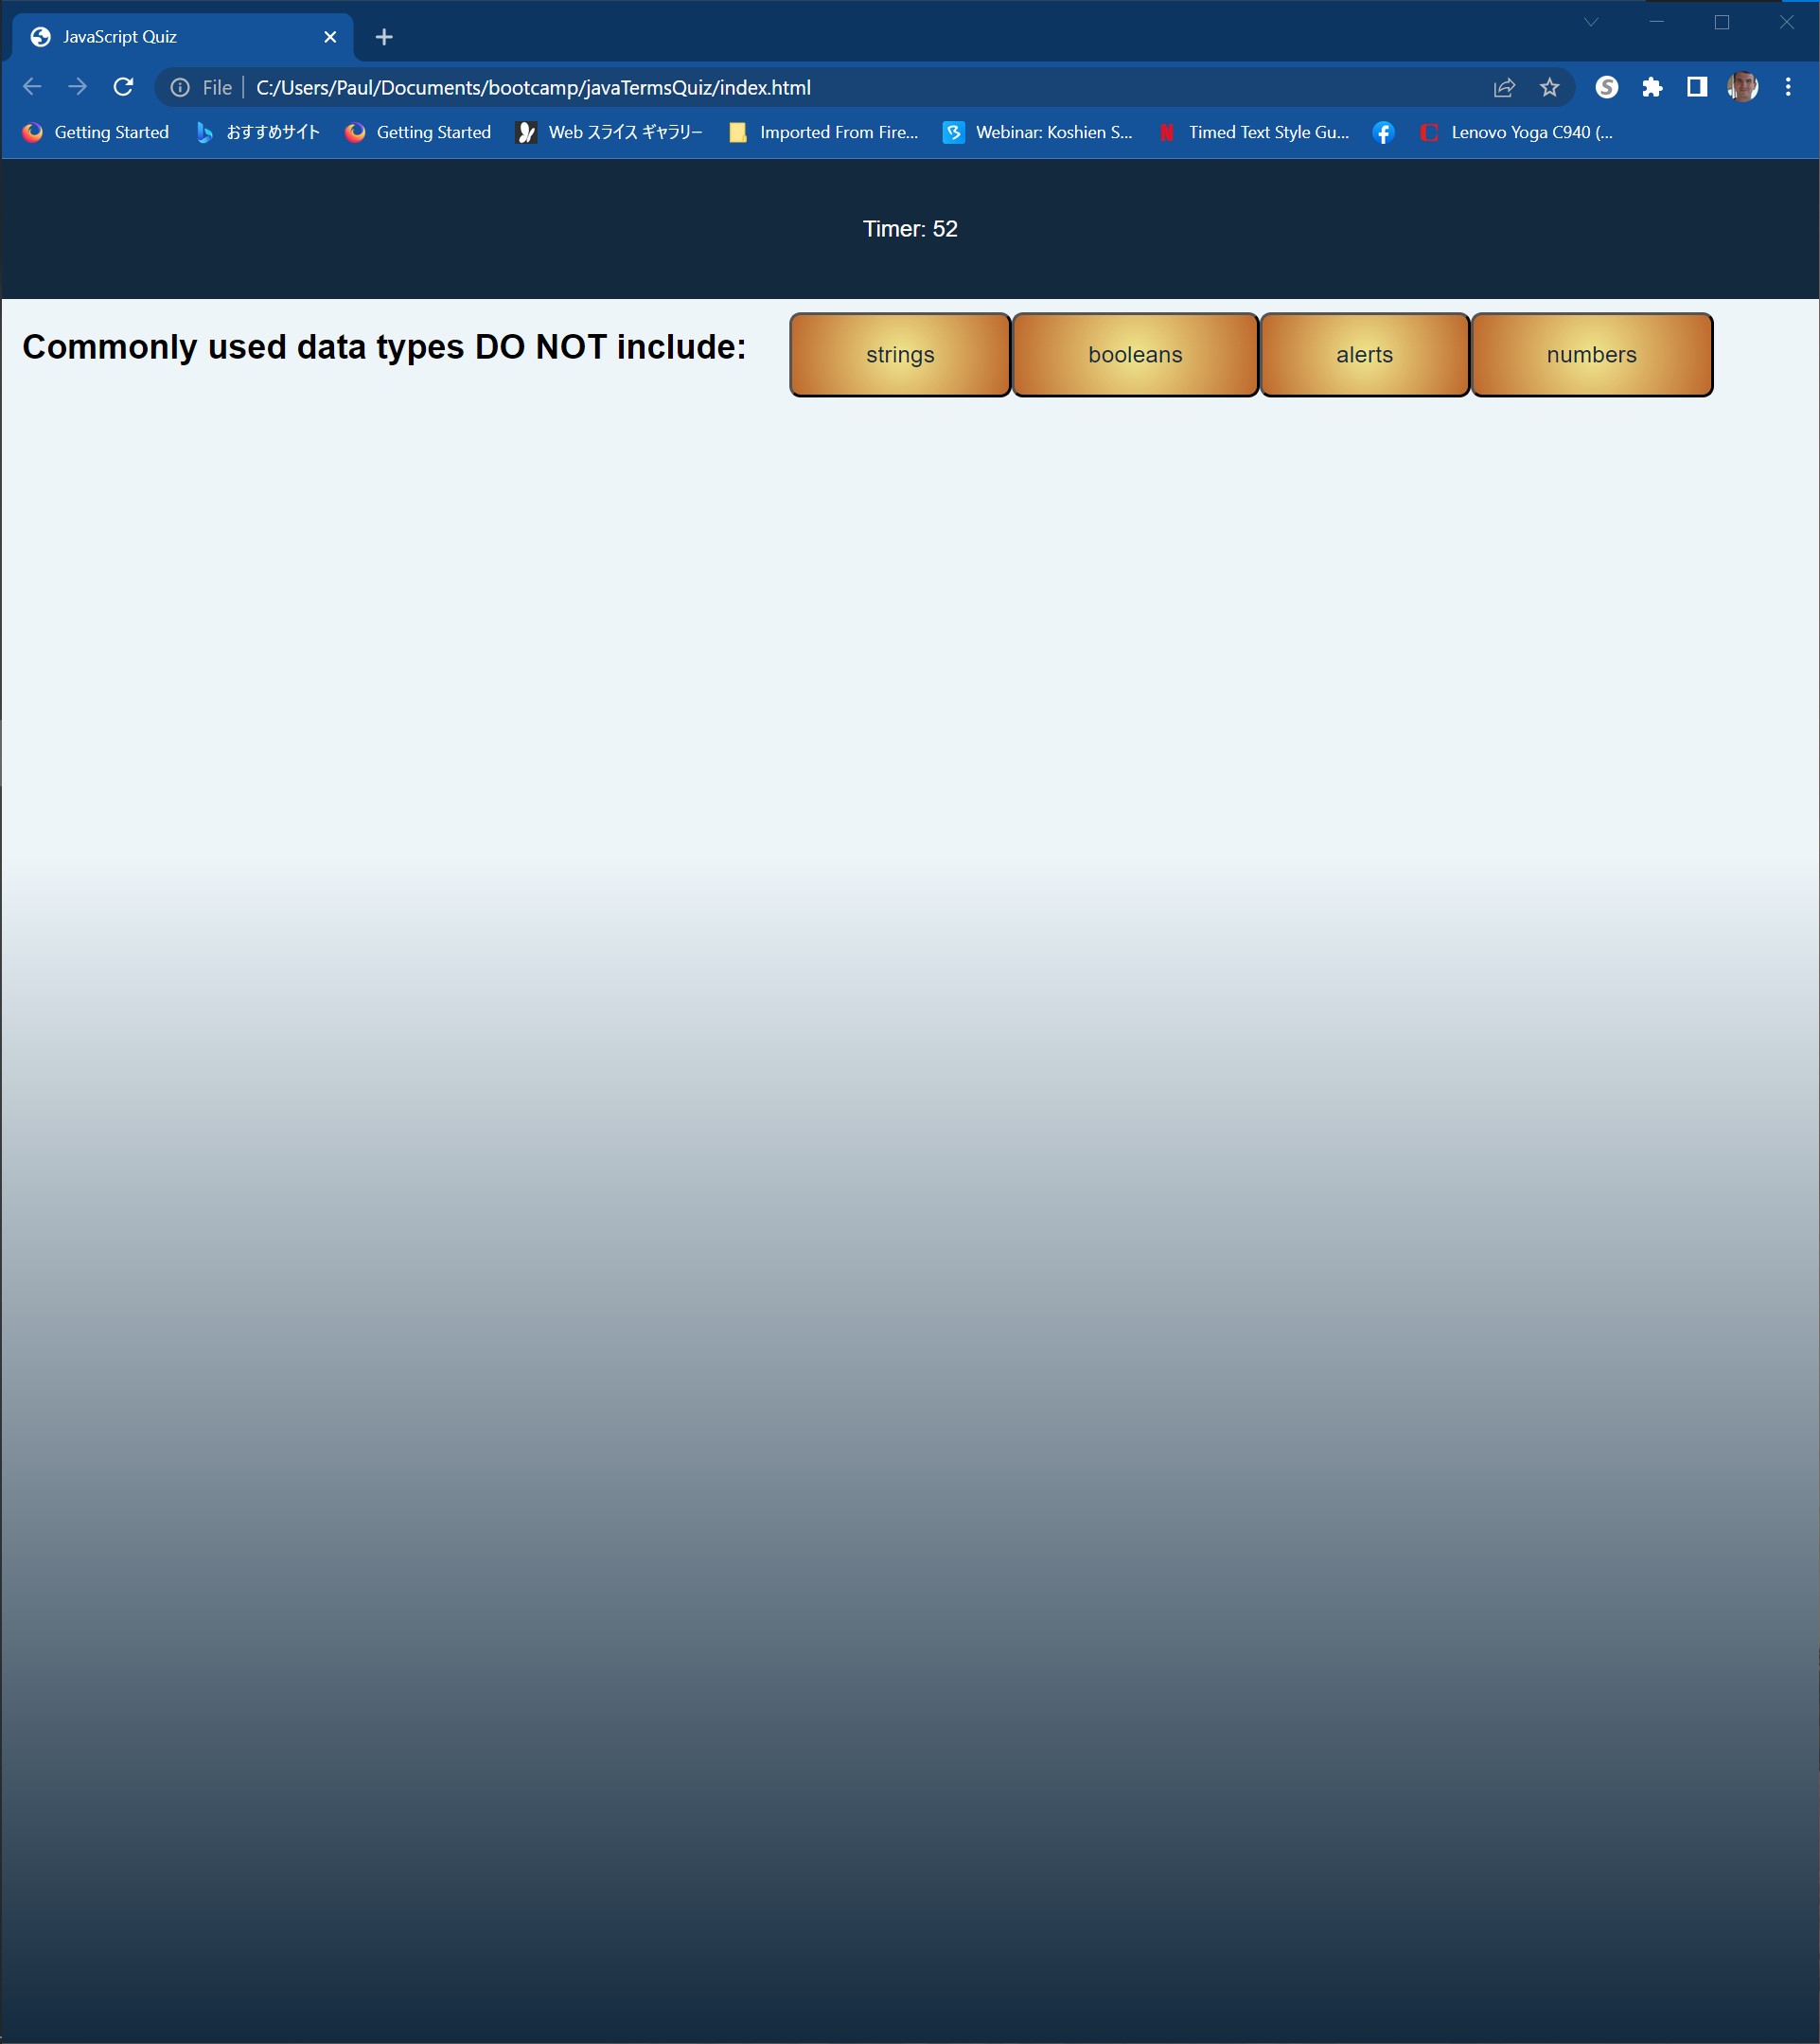 JavaScript Quiz
File C:/Users/Paul/Documents/bootcamp/javaTermsQuiz/index.html
Getting Started おすすめサイト Getting Started Web スライス ギャラリー Imported From Fire... Webinar: Koshien S... Timed Text Style Gu... Lenovo Yoga C940 (...
Timer: 52
Commonly used data types DO NOT include: strings booleans alerts numbers